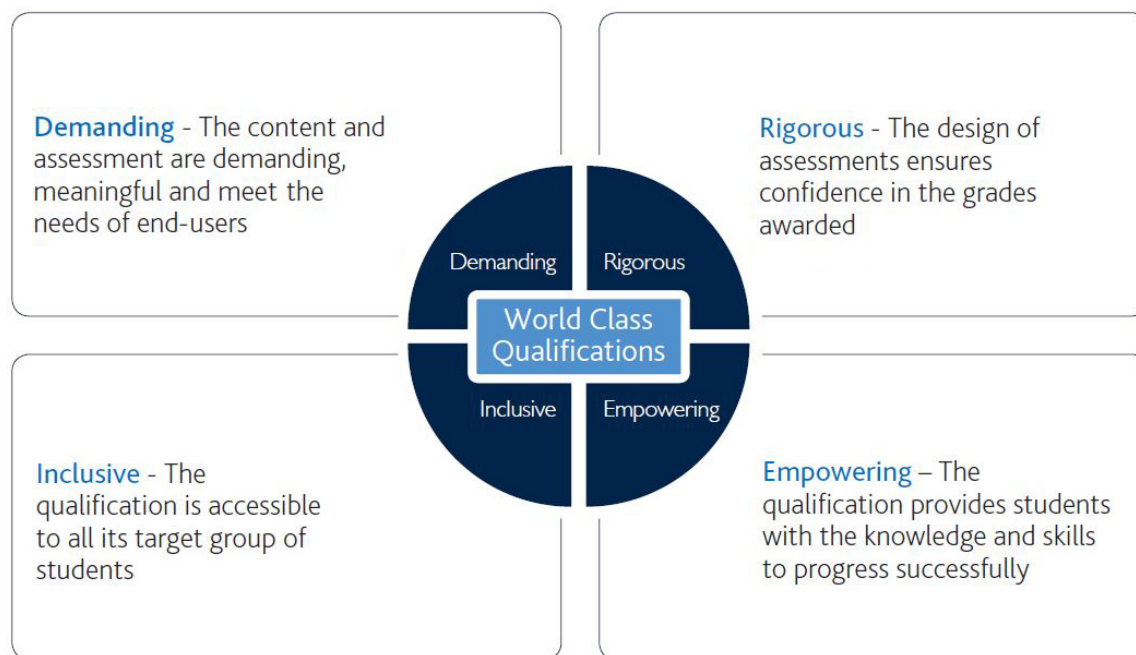 Demanding - The content and
assessment are demanding,
meaningful and meet the
needs of end-users
Rigorous - The design of
assessments ensures
confidence in the grades
awarded
Demanding
Rigorous
World Class
Qualifications
Inclusive
Empowering
Inclusive - The
qualification is accessible
to all its target group of
students
Empowering – The
qualification provides students
with the knowledge and skills
to progress successfully